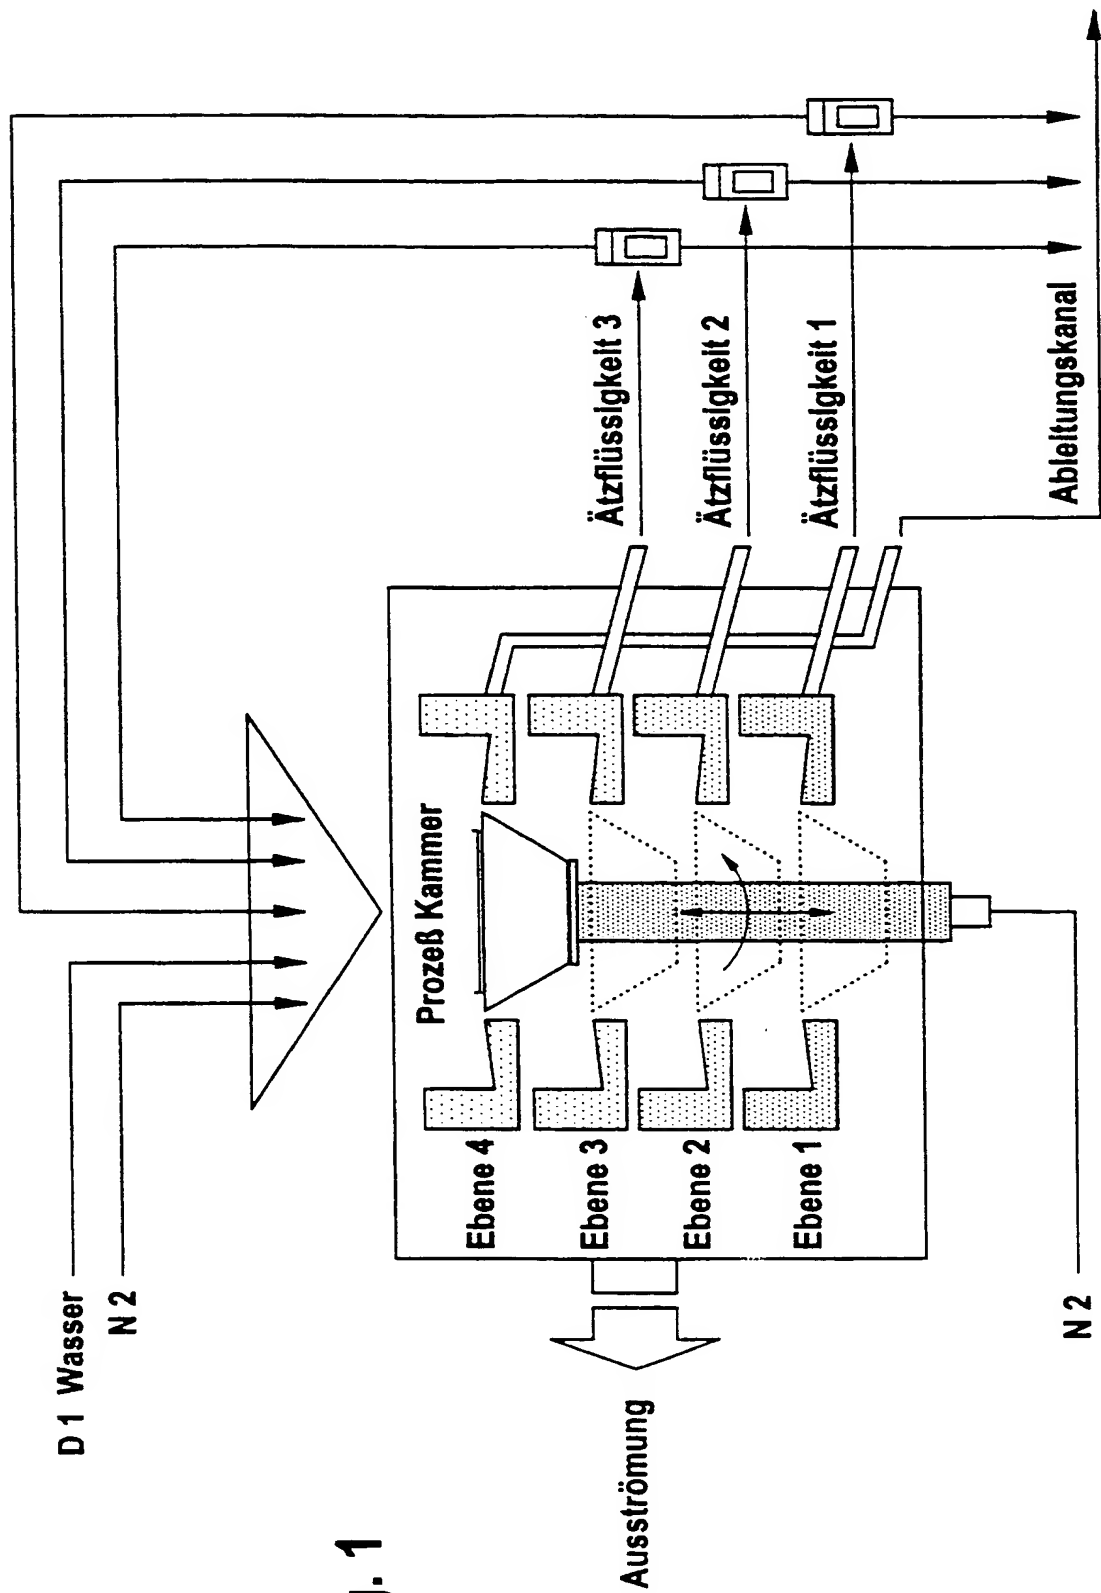 D1 Wasser
N 2
Prozeß Kammer
Ebene 4
Ebene 3
Ebene 2
Ebene 1
Ätzflüssigkeit 3
Ätzflüssigkeit 2
Ätzflüssigkeit 1
Ableitungskanal
Ausströmung
N 2
. 1